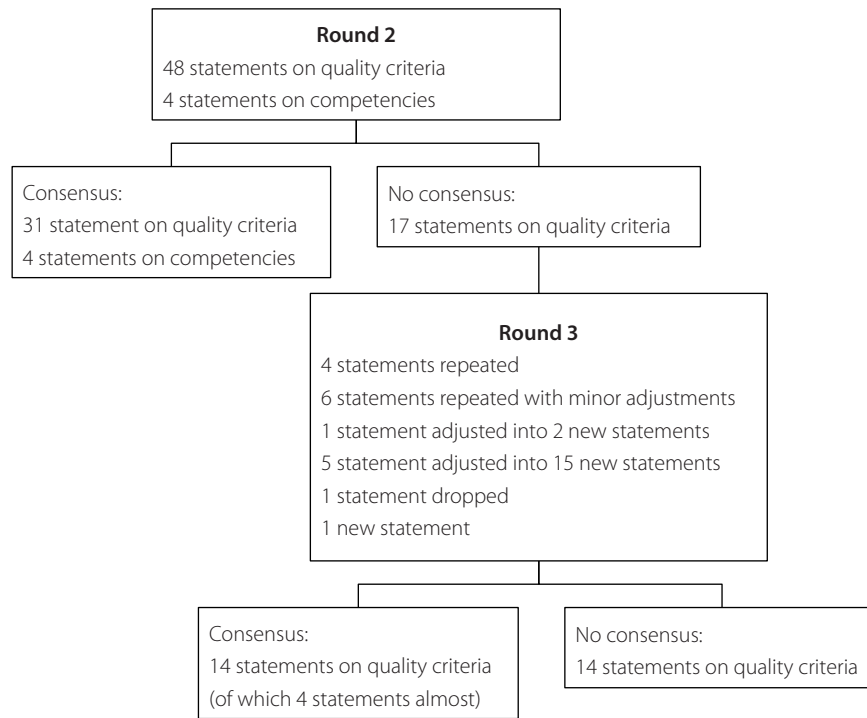 Round 2
48 statements on quality criteria
4 statements on competencies
Consensus:
31 statement on quality criteria
4 statements on competencies
No consensus:
17 statements on quality criteria
Round 3
4 statements repeated
6 statements repeated with minor adjustments
1 statement adjusted into 2 new statements
5 statement adjusted into 15 new statements
1 statement dropped
1 new statement
Consensus:
14 statements on quality criteria
(of which 4 statements almost)
No consensus:
14 statements on quality criteria